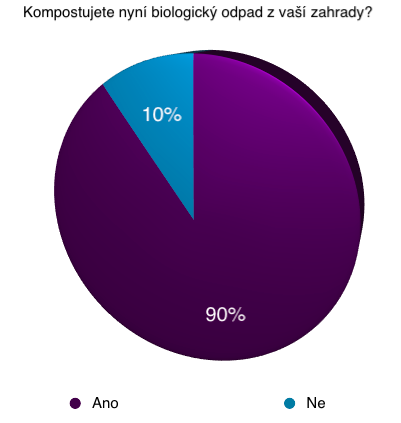 Kompostujete nyní biologický odpad z vaší zahrady?
10%
90%
Ano
Ne